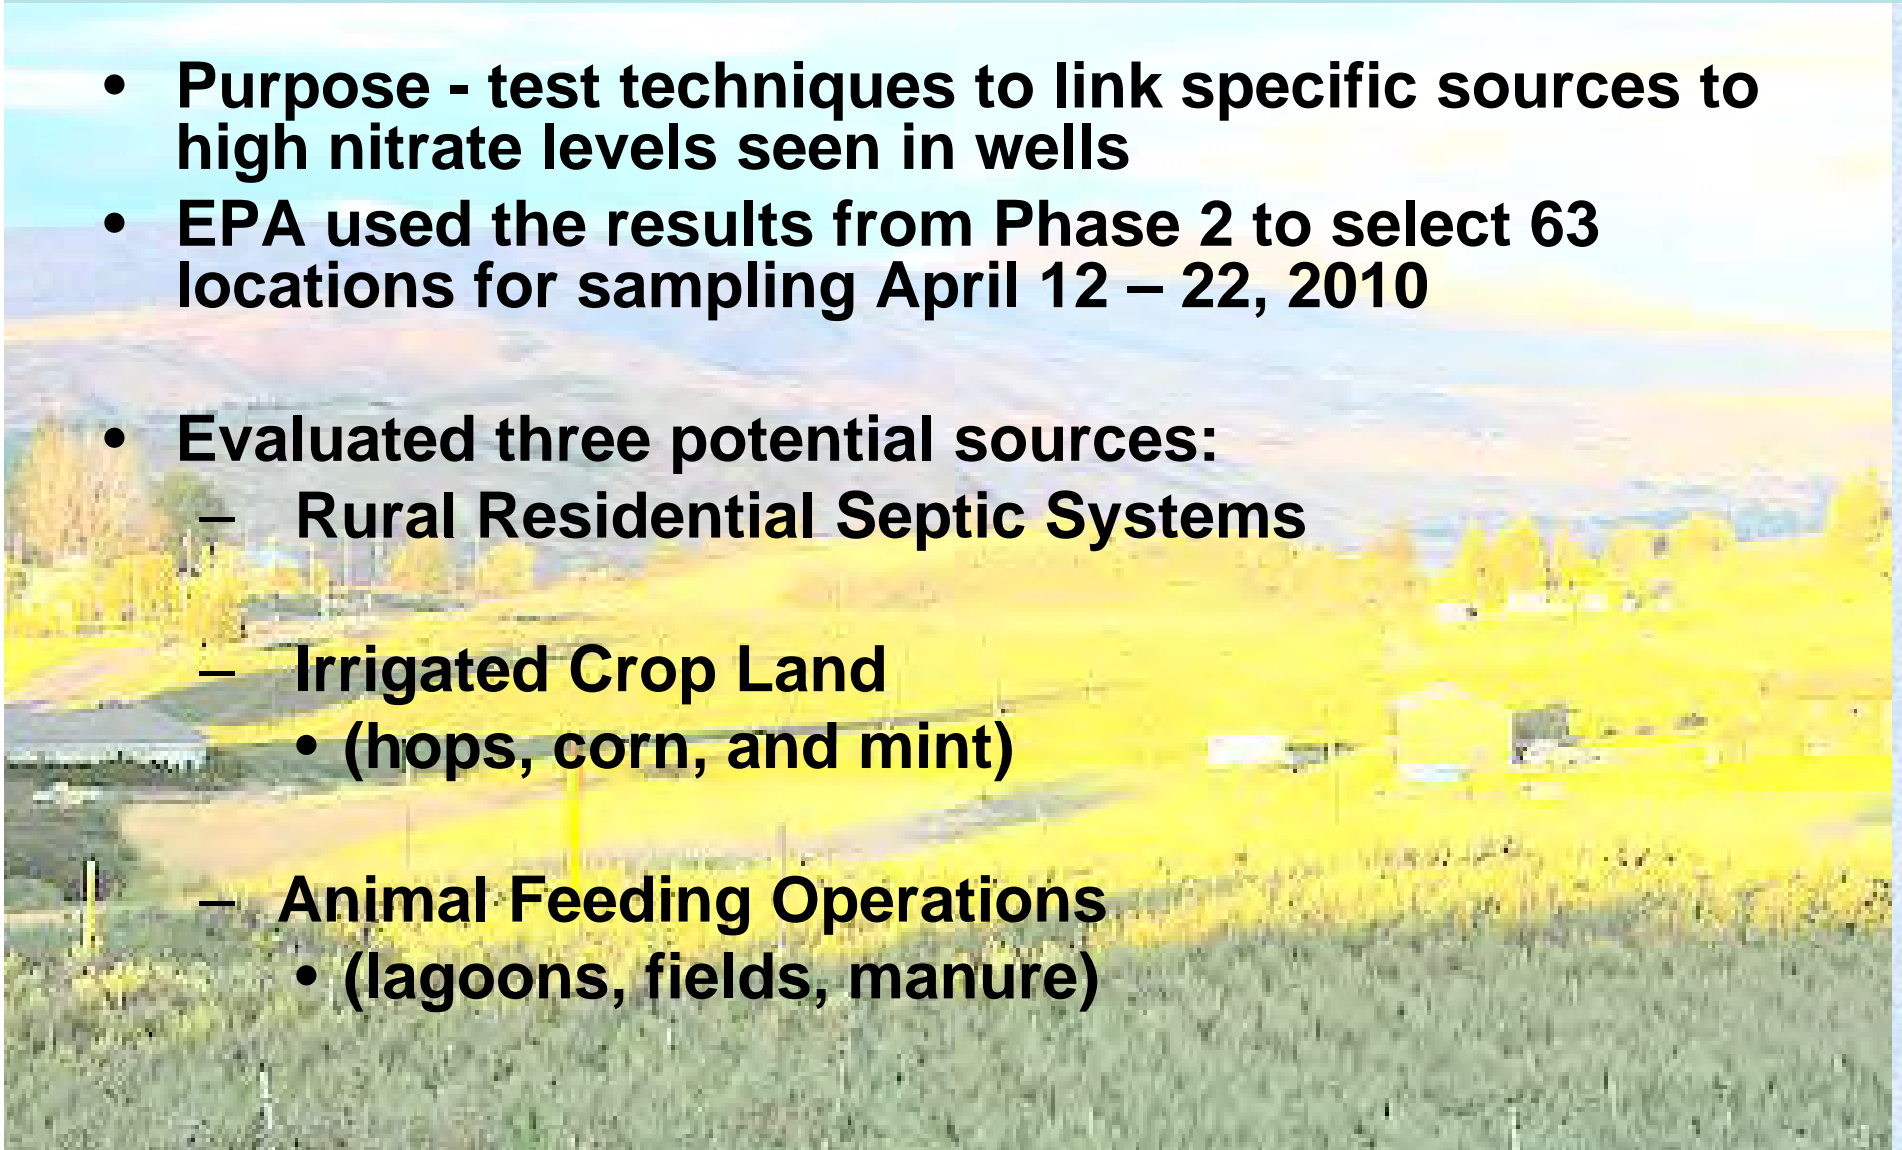 • Purpose - test techniques to link specific sources to
high nitrate levels seen in wells
• EPA used the results from Phase 2 to select 63
locations for sampling April 12 – 22, 2010
• Evaluated three potential sources:
– Rural Residential Septic Systems
– Irrigated Crop Land
• (hops, corn, and mint)
– Animal Feeding Operations
• (lagoons, fields, manure)